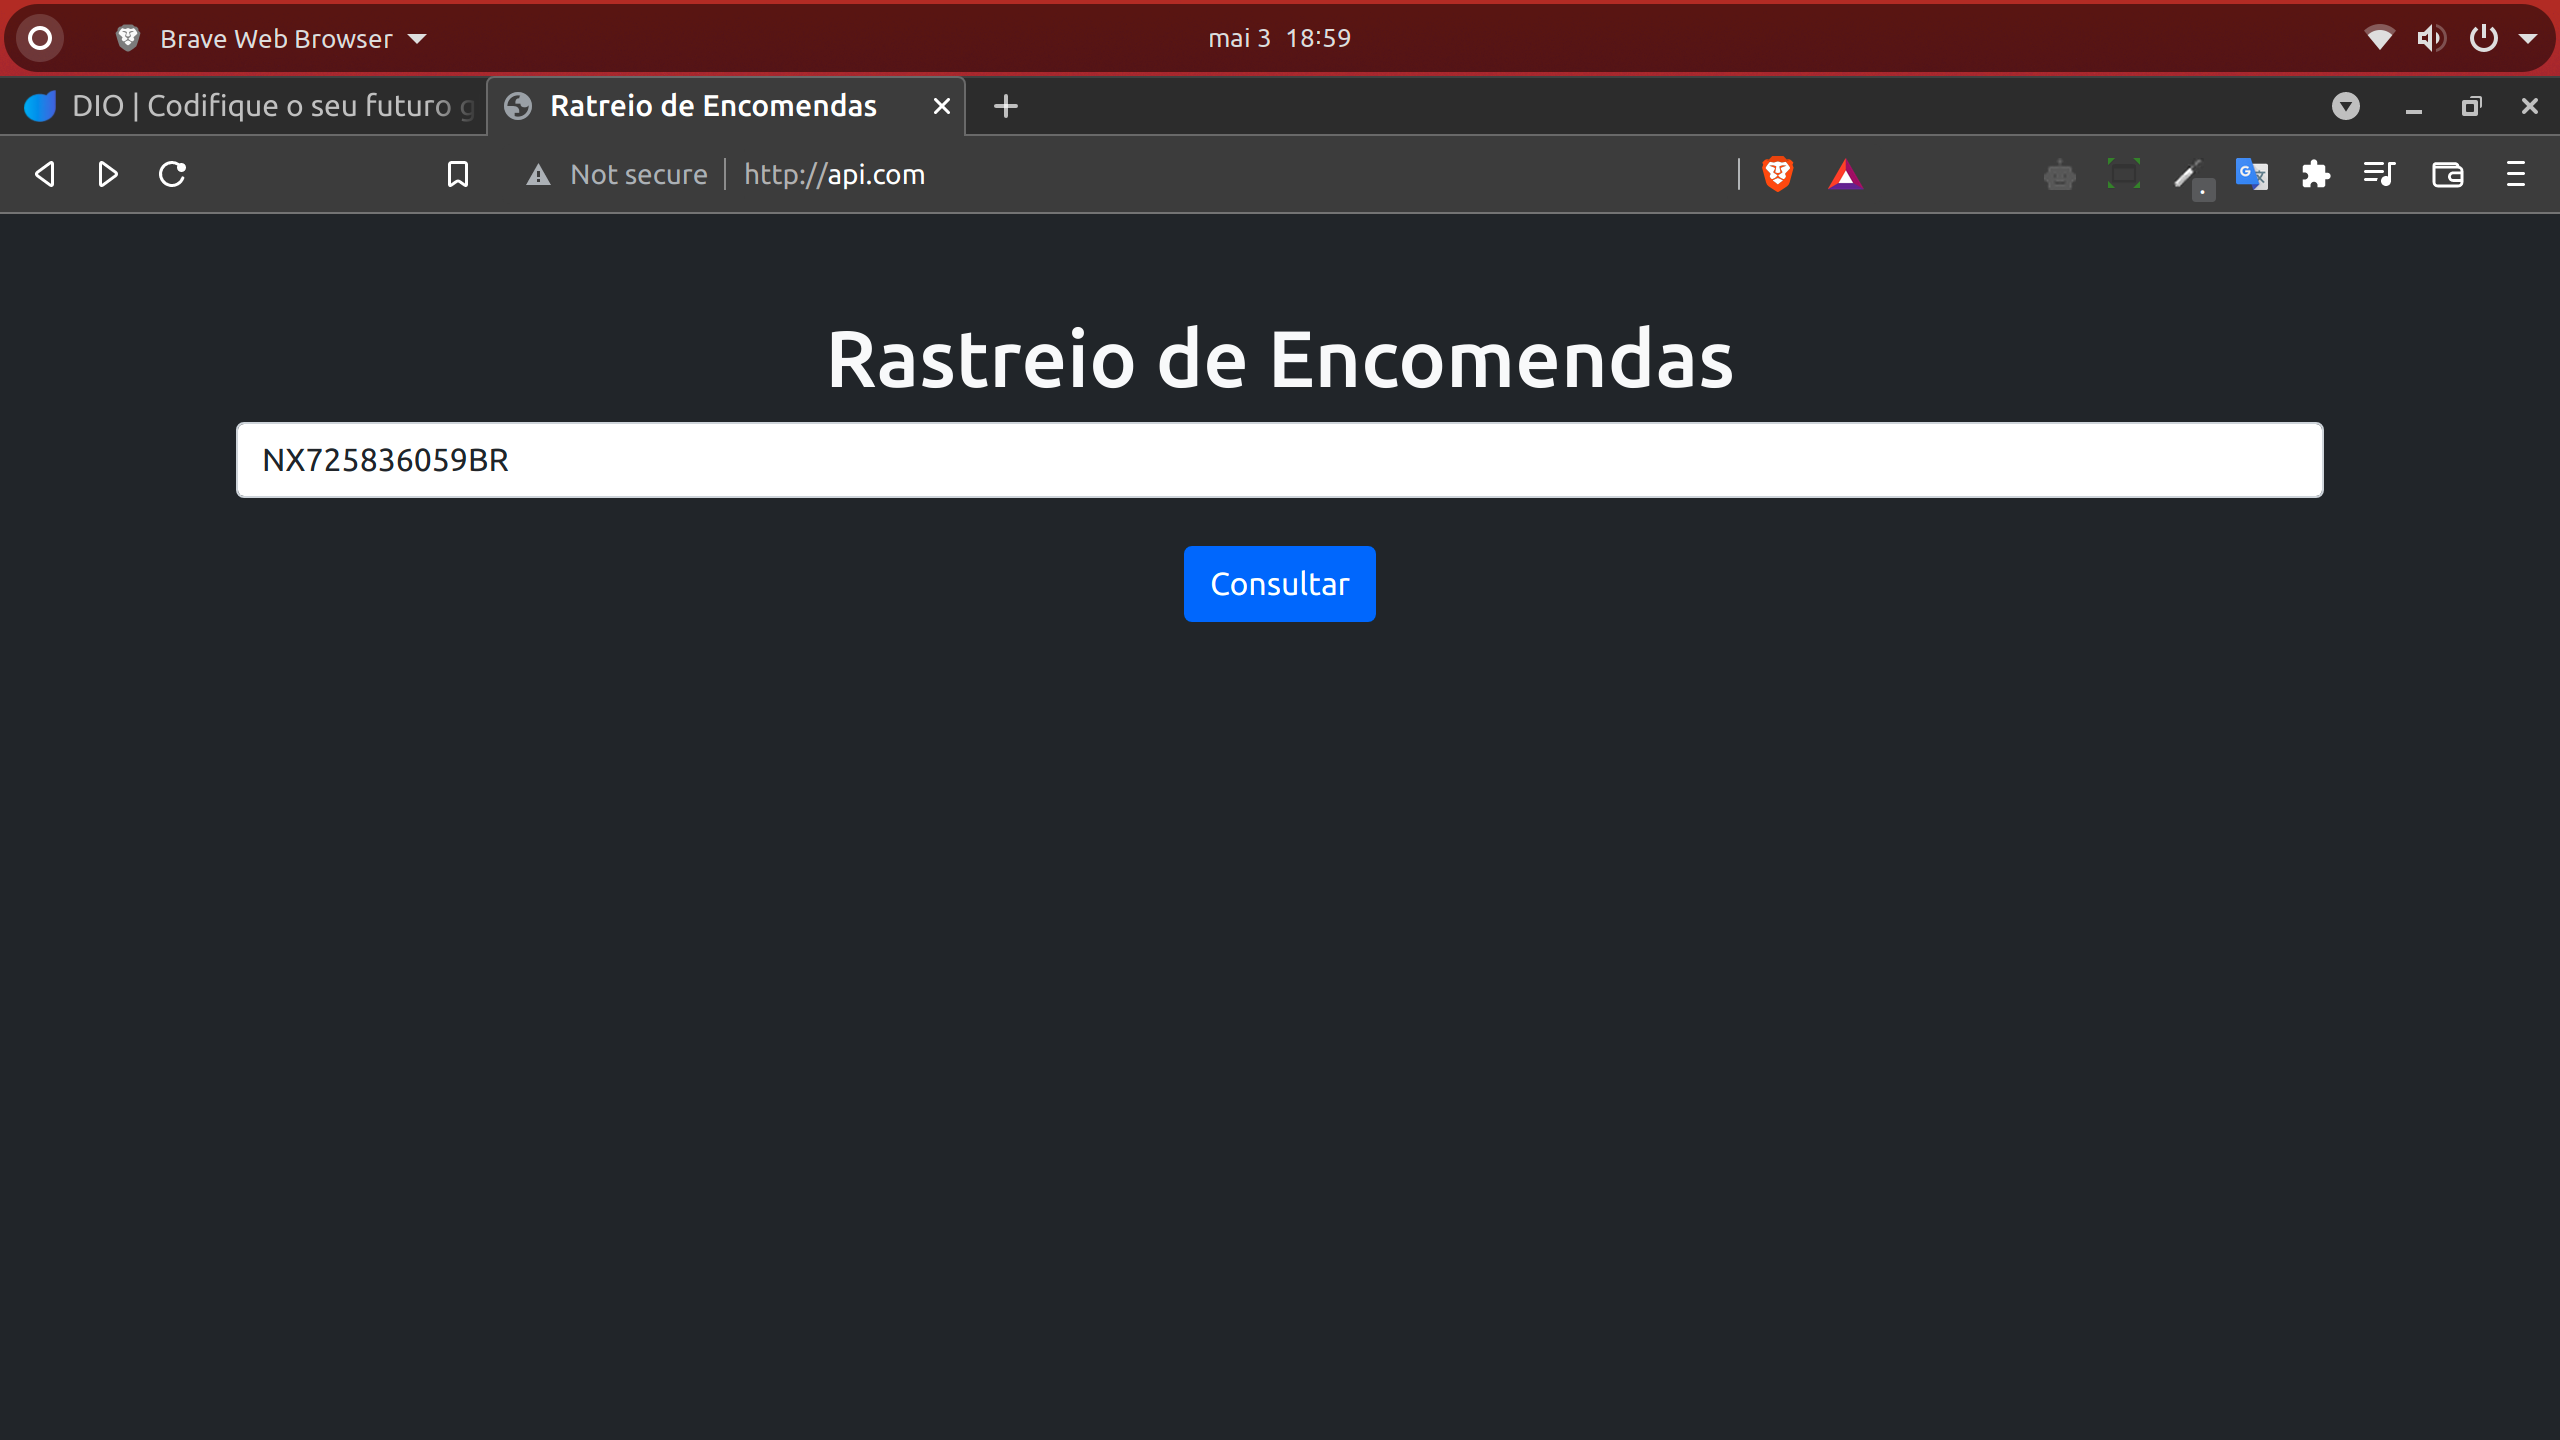 Brave Web Browser
mai 3 18:59
DIO | Codifique o seu futuro g
Ratreio de Encomendas
Not secure
http://api.com
Rastreio de Encomendas
NX725836059BR
Consultar